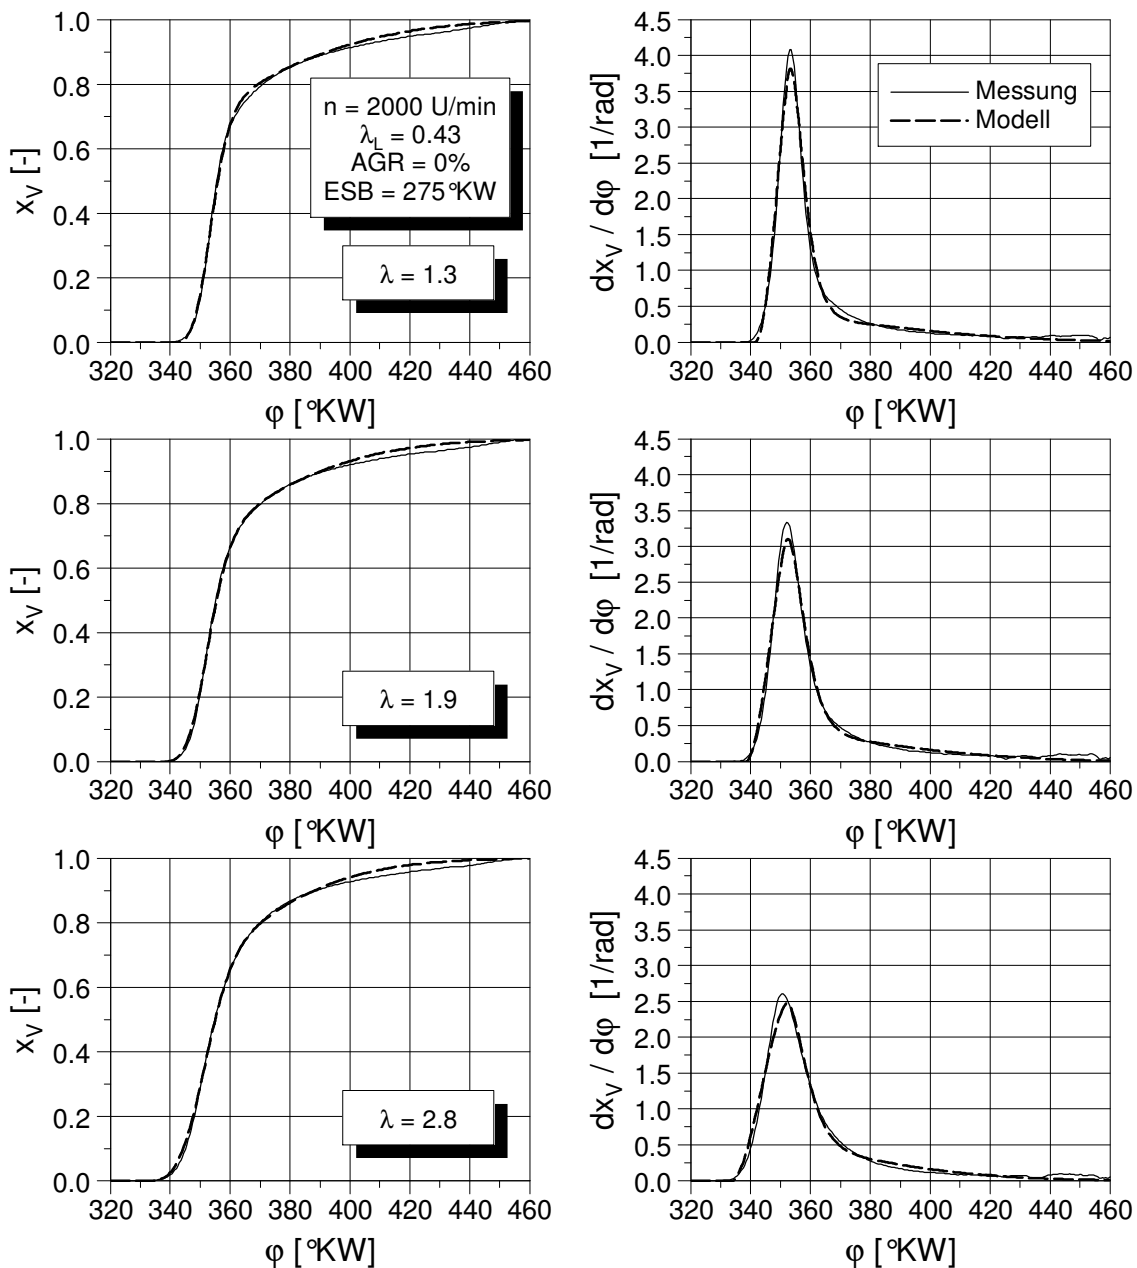 1.0
0.8
0.6
0.4
0.2
0.0
x_V [-]
320 340 360 380 400 420 440 460
φ [°KW]
n = 2000 U/min
λ_L = 0.43
AGR = 0%
ESB = 275°KW
λ = 1.3
4.5
4.0
3.5
3.0
2.5
2.0
1.5
1.0
0.5
0.0
dx_V / dφ [1/rad]
320 340 360 380 400 420 440 460
φ [°KW]
Messung
Modell
1.0
0.8
0.6
0.4
0.2
0.0
x_V [-]
320 340 360 380 400 420 440 460
φ [°KW]
λ = 1.9
4.5
4.0
3.5
3.0
2.5
2.0
1.5
1.0
0.5
0.0
dx_V / dφ [1/rad]
320 340 360 380 400 420 440 460
φ [°KW]
1.0
0.8
0.6
0.4
0.2
0.0
x_V [-]
320 340 360 380 400 420 440 460
φ [°KW]
λ = 2.8
4.5
4.0
3.5
3.0
2.5
2.0
1.5
1.0
0.5
0.0
dx_V / dφ [1/rad]
320 340 360 380 400 420 440 460
φ [°KW]